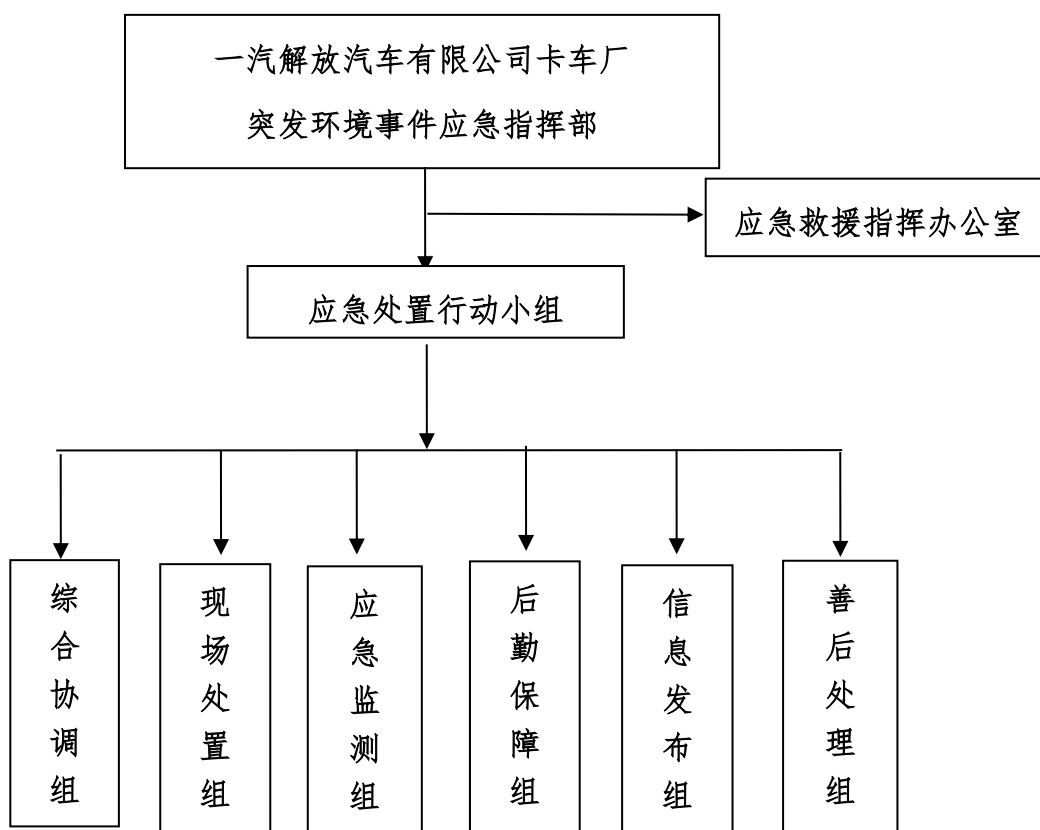 一汽解放汽车有限公司卡车厂
突发环境事件应急指挥部
应急救援指挥办公室
应急处置行动小组
综合协调组
现场处置组
应急监测组
后勤保障组
信息发布组
善后处理组